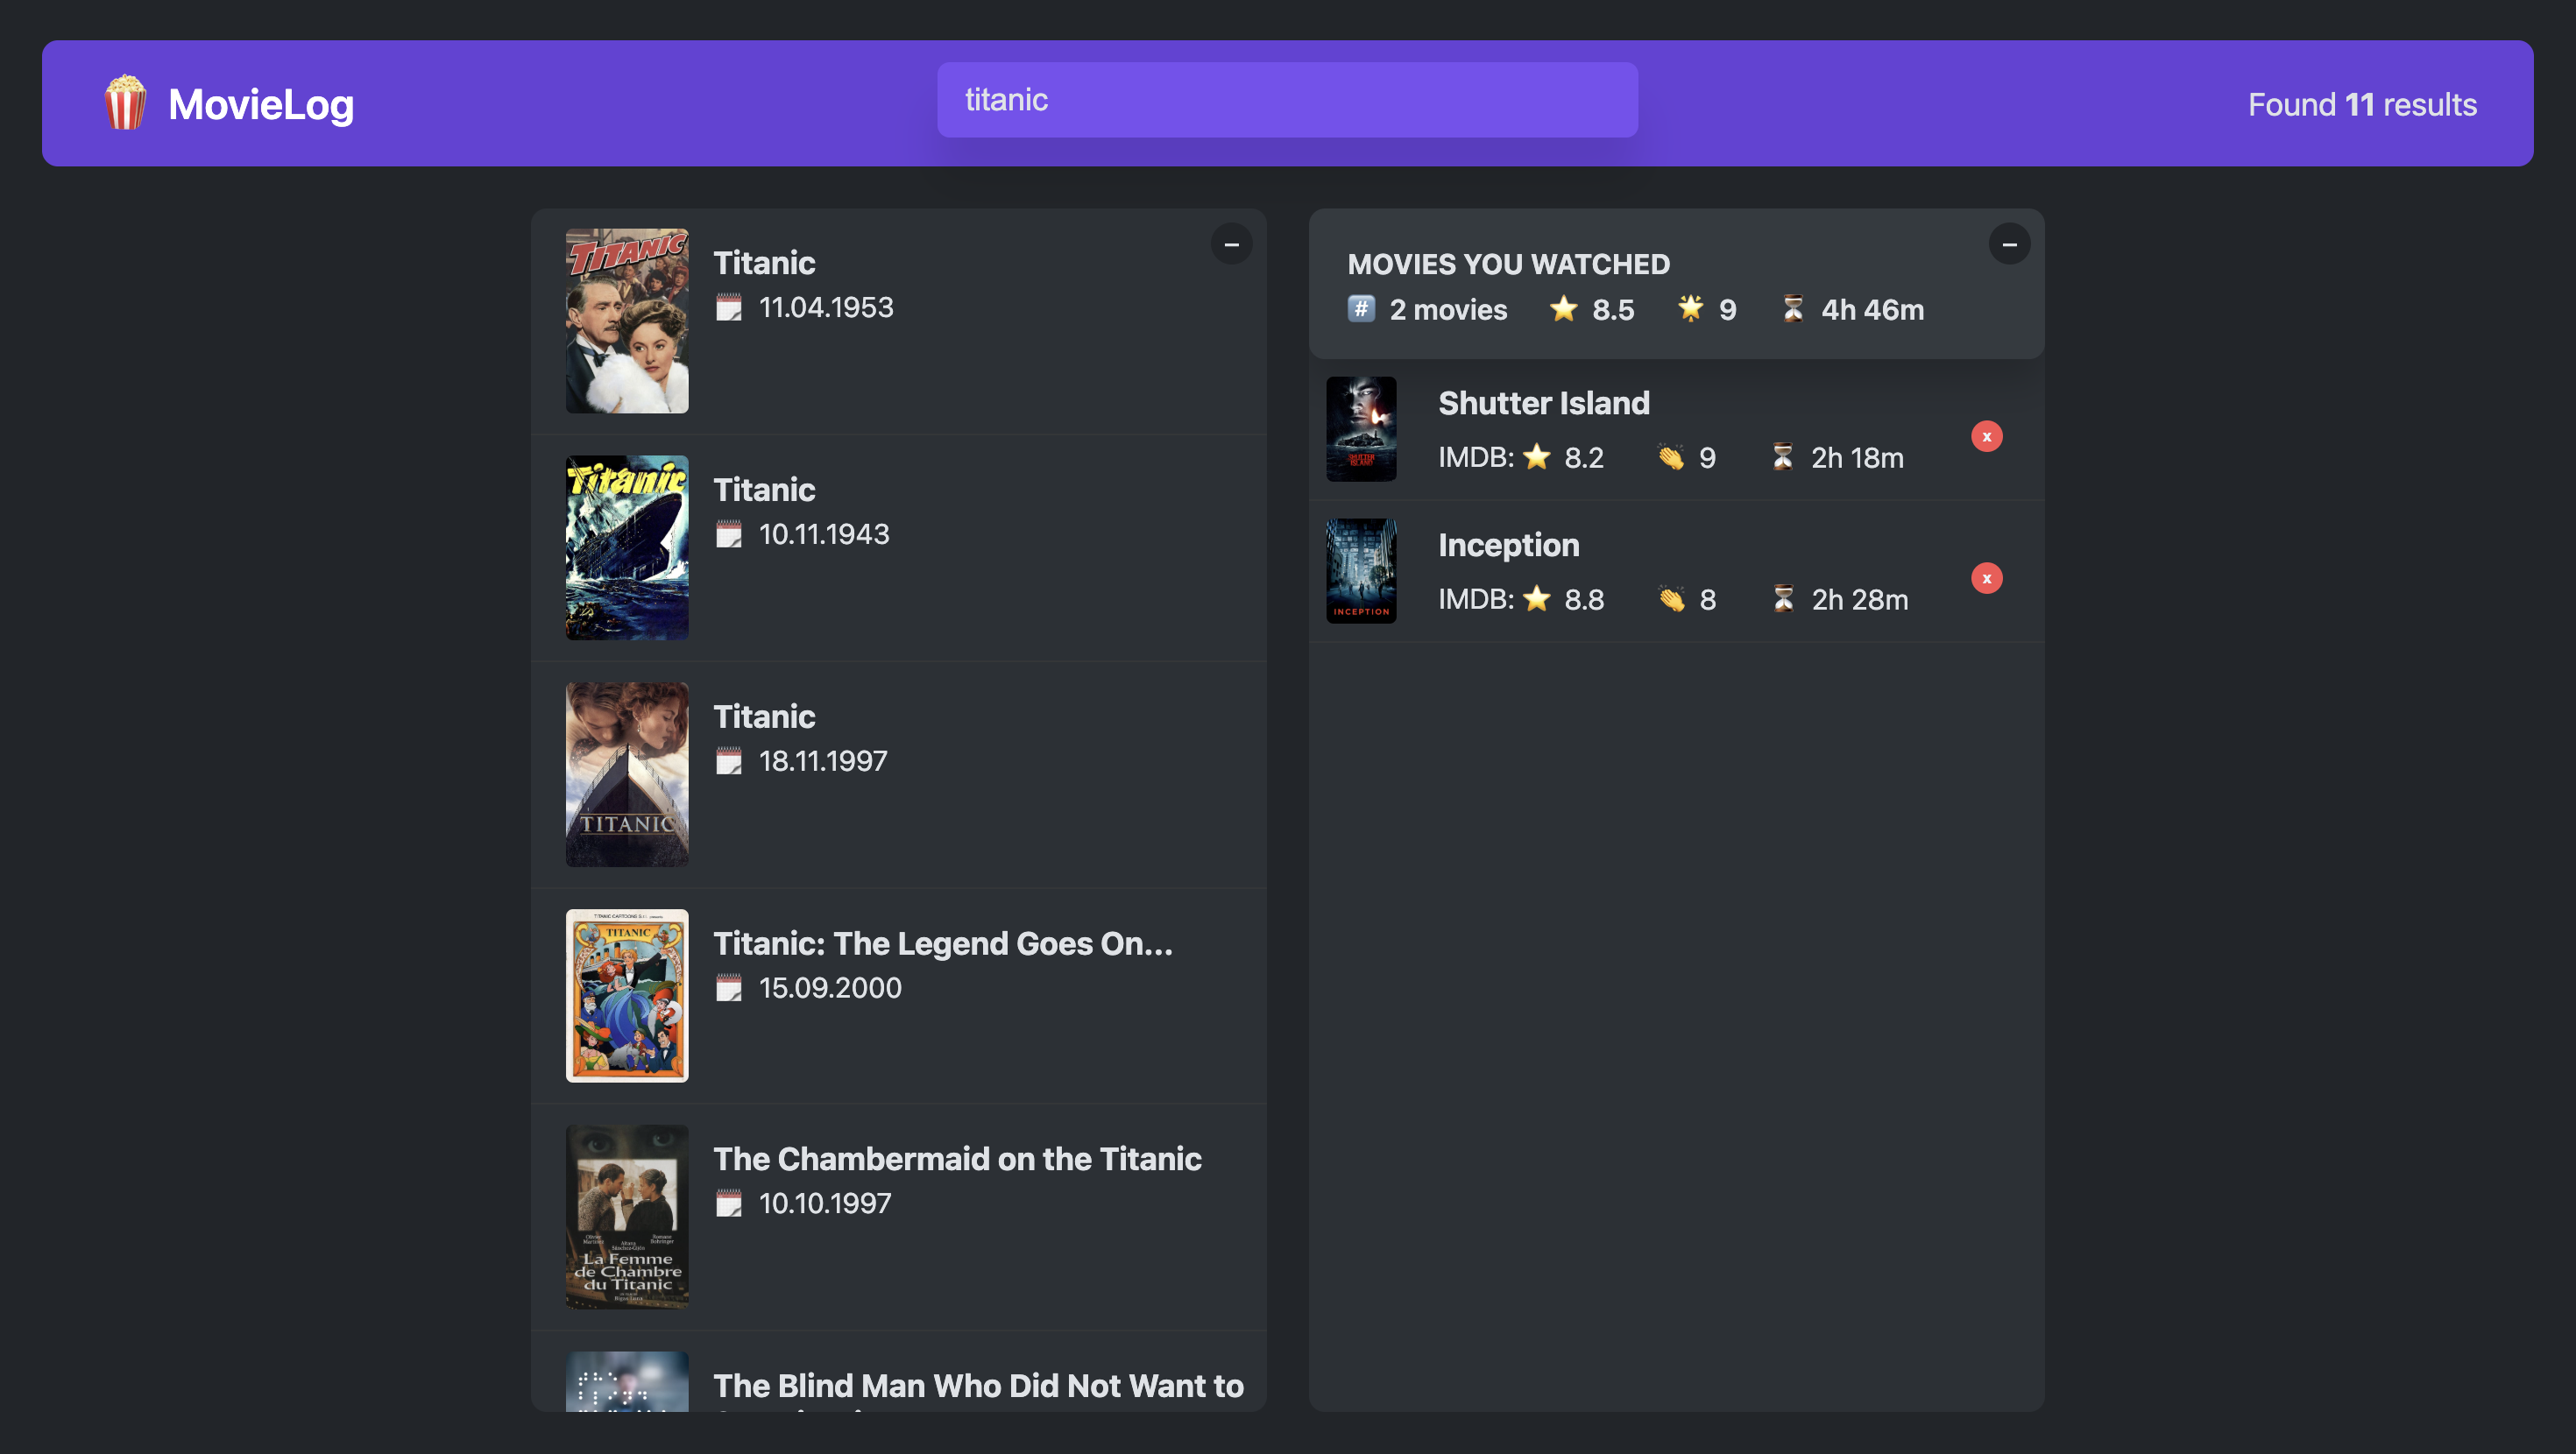 MovieLog
titanic
Found 11 results
TITANIC
Titanic
11.04.1953
Titanic
Titanic
10.11.1943
TITANIC
Titanic
18.11.1997
TITANIC
Titanic: The Legend Goes On...
15.09.2000
La Femme
de Chambre
du Titanic
The Chambermaid on the Titanic
10.10.1997
The Blind Man Who Did Not Want to
MOVIES YOU WATCHED
# 2 movies 8.5 9 4h 46m
SHUTTER
ISLAND
Shutter Island
IMDB: 8.2 9 2h 18m
x
INCEPTION
Inception
IMDB: 8.8 8 2h 28m
x